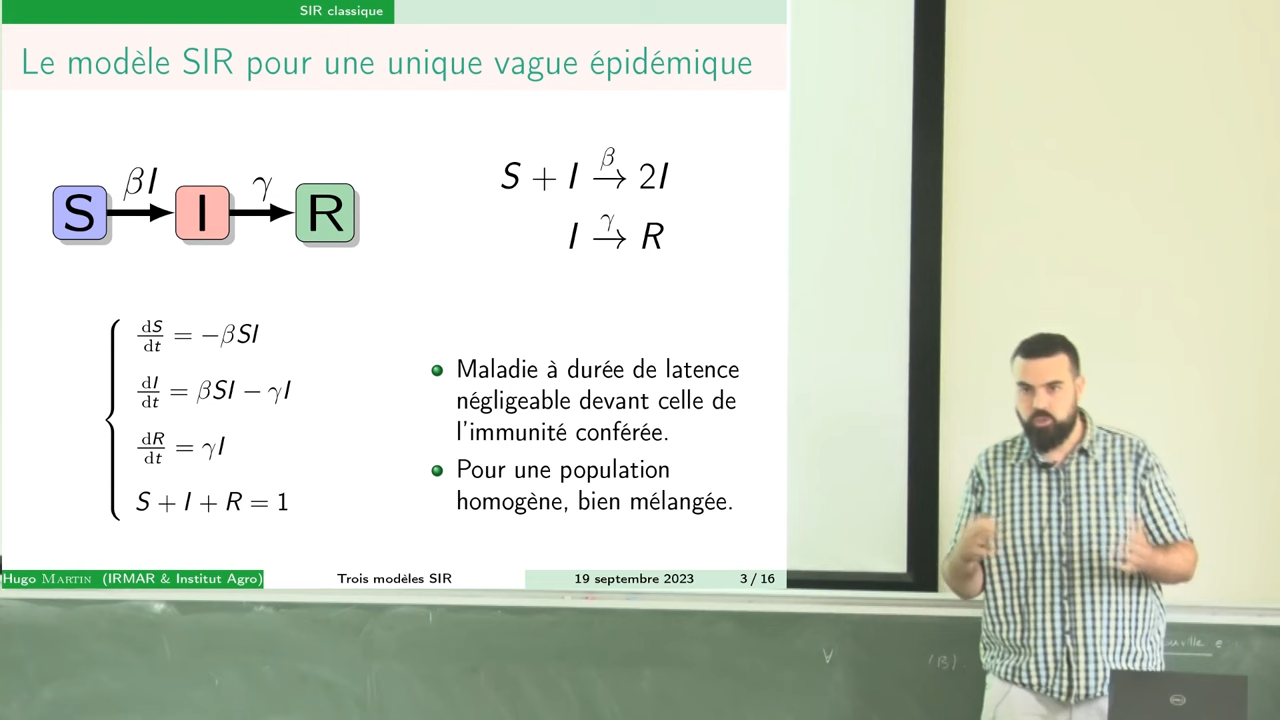 SIR classique
Le modèle SIR pour une unique vague épidémique
βI
γ
S
I
R
S + I →^β 2I
I →^γ R
dS/dt = −βSI
dI/dt = βSI − γI
dR/dt = γI
S + I + R = 1
Maladie à durée de latence
négligeable devant celle de
l'immunité conférée.
Pour une population
homogène, bien mélangée.
Hugo MARTIN (IRMAR & Institut Agro)
Trois modèles SIR
19 septembre 2023
3 / 16
∀
(B).
DELL